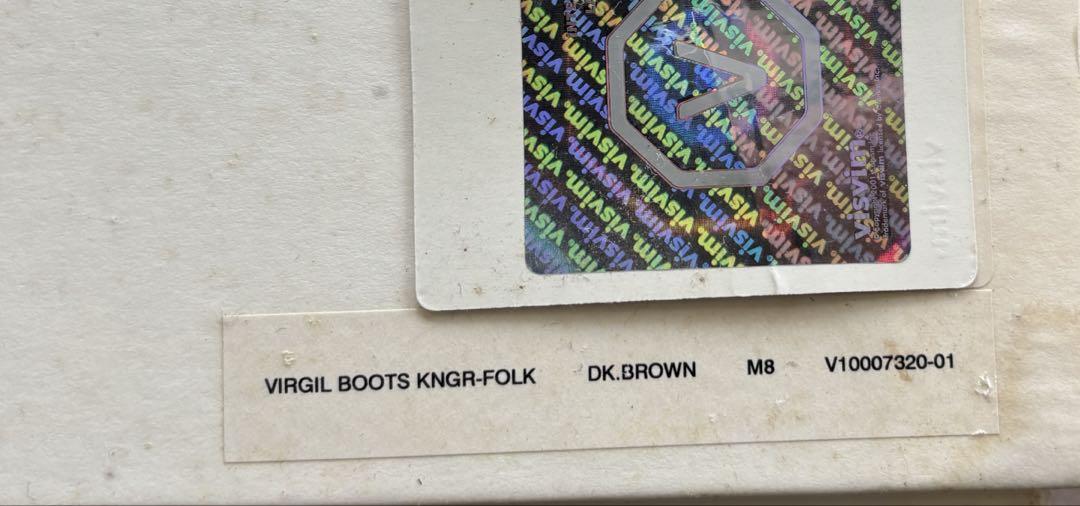 visvim®
VIRGIL BOOTS KNGR-FOLK DK.BROWN M8 V10007320-01